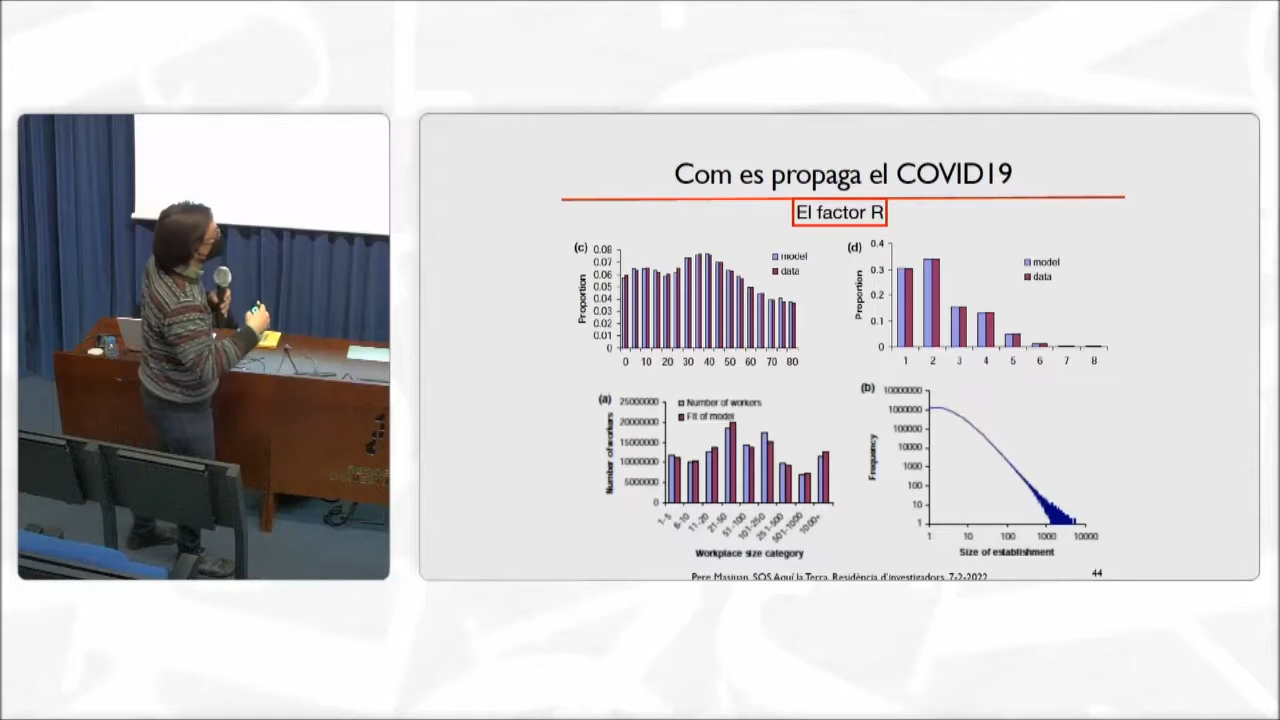 Com es propaga el COVID19
El factor R
(c)
model
data
Proportion
0.08
0.07
0.06
0.05
0.04
0.03
0.02
0.01
0
0 10 20 30 40 50 60 70 80
(d)
model
data
Proportion
0.4
0.3
0.2
0.1
0
1 2 3 4 5 6 7 8
(a)
Number of workers
Fit of model
Number of workers
25000000
20000000
15000000
10000000
5000000
0
1-5 6-10 11-20 21-50 51-100 101-250 251-500 501-1000 1000+
Workplace size category
(b)
Frequency
10000000
1000000
100000
10000
1000
100
10
1
1 10 100 1000 10000
Size of establishment
Pere Masjuan, SOS Aquí la Terra, Residència d'investigadors, 7-2-2022
44